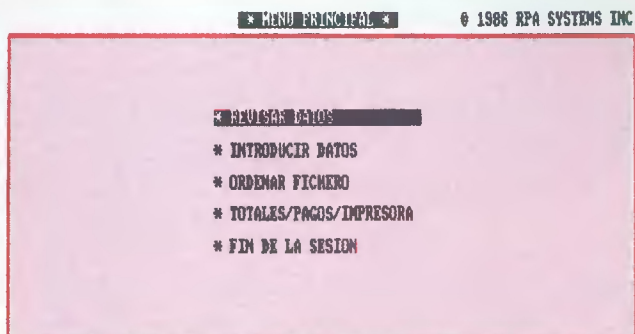 * MENU PRINCIPAL * © 1986 RPA SYSTEMS INC
* REVISAR DATOS
* INTRODUCIR DATOS
* ORDENAR FICHERO
* TOTALES/PAGOS/IMPRESORA
* FIN DE LA SESION